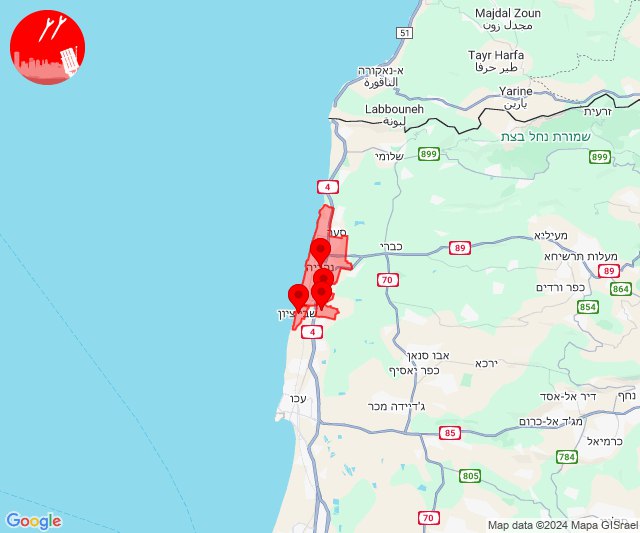 Majdal Zoun
مجدل زون
51
Tayr Harfa
طير حرفا
א-נאקורה
الناقورة
Yarine
يارين
Labbouneh
לבונה
זרעית
שמורת נחל בצת
שלומי
899
899
4
סער
מעיליא
כברי
89
מעלות תרשיחא
נהריה
89
70
864
כפר ורדים
854
שבי ציון
4
אבו סנאן
ירכא
כפר יאסיף
נחף
דיר אל-אסד
עכו
ג'דיידה מכר
מג'ד אל-כרום
85
כרמיאל
784
805
70
Google
Map data ©2024 Mapa GISrael